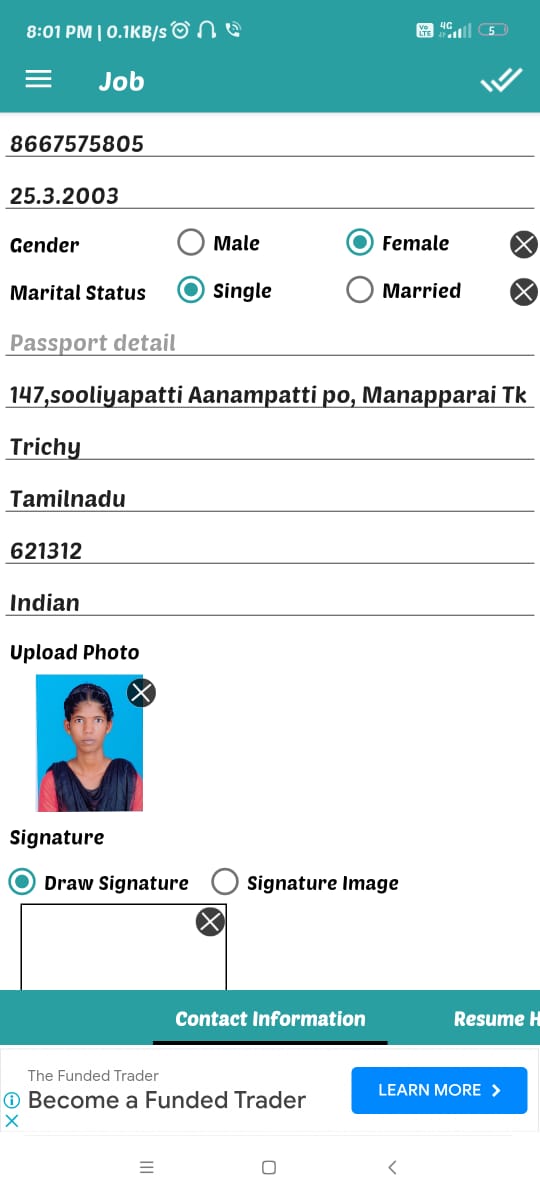 8:01 PM | 0.1KB/s
Vo LTE 4G 5
Job
8667575805
25.3.2003
Gender Male Female
Marital Status Single Married
Passport detail
147,sooliyapatti Aanampatti po, Manapparai Tk
Trichy
Tamilnadu
621312
Indian
Upload Photo
Signature
Draw Signature Signature Image
Contact Information Resume H
The Funded Trader
Become a Funded Trader
LEARN MORE